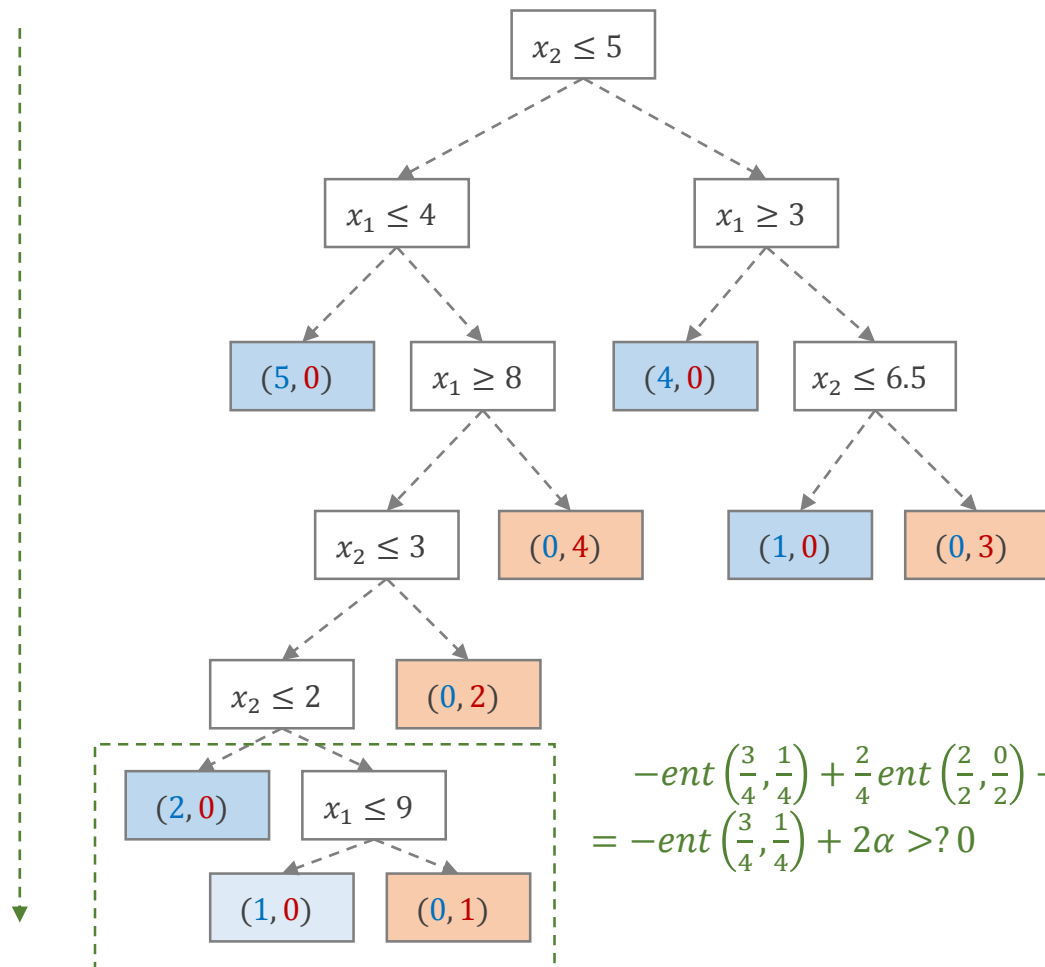 x₂ ≤ 5
x₁ ≤ 4
x₁ ≥ 3
(5, 0)
x₁ ≥ 8
(4, 0)
x₂ ≤ 6.5
x₂ ≤ 3
(0, 4)
(1, 0)
(0, 3)
x₂ ≤ 2
(0, 2)
(2, 0)
x₁ ≤ 9
(1, 0)
(0, 1)
−ent(3/4, 1/4) + 2/4 ent(2/2, 0/2) −
= −ent(3/4, 1/4) + 2α >? 0